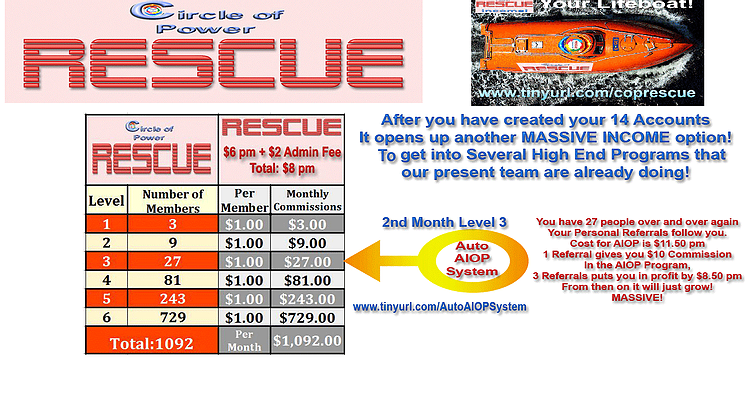 Circle of
Power
RESCUE
RESCUE
Income!
Your Lifeboat!
www.tinyurl.com/coprescue
Circle of
Power
RESCUE
RESCUE
$6 pm + $2 Admin Fee
Total: $8 pm
Level
Number of
Members
Per
Member
Monthly
Commissions
1 3 $1.00 $3.00
2 9 $1.00 $9.00
3 27 $1.00 $27.00
4 81 $1.00 $81.00
5 243 $1.00 $243.00
6 729 $1.00 $729.00
Total:1092
Per
Month
$1,092.00
After you have created your 14 Accounts
It opens up another MASSIVE INCOME option!
To get into Several High End Programs that
our present team are already doing!
2nd Month Level 3
Auto
AIOP
System
www.tinyurl.com/AutoAIOPSystem
You have 27 people over and over again
Your Personal Referrals follow you.
Cost for AIOP is $11.50 pm
1 Referral gives you $10 Commission
In the AIOP Program,
3 Referrals puts you in profit by $8.50 pm
From then on it will just grow!
MASSIVE!